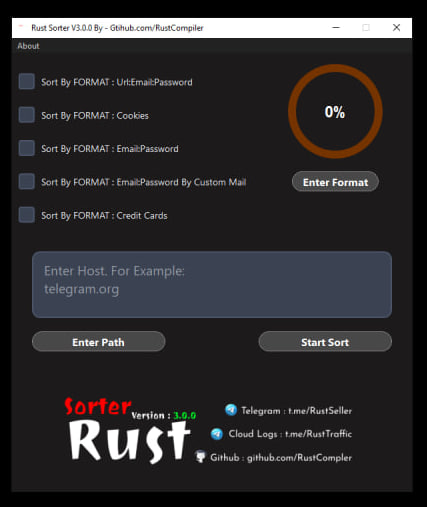 Rust Sorter V3.0.0 By - Gtihub.com/RustCompiler
About
Sort By FORMAT : Url:Email:Password
Sort By FORMAT : Cookies
Sort By FORMAT : Email:Password
Sort By FORMAT : Email:Password By Custom Mail
Sort By FORMAT : Credit Cards
0%
Enter Format
Enter Host. For Example:
telegram.org
Enter Path
Start Sort
Sorter
Version : 3.0.0
Rust
Telegram : t.me/RustSeller
Cloud Logs : t.me/RustTraffic
Github : github.com/RustCompler